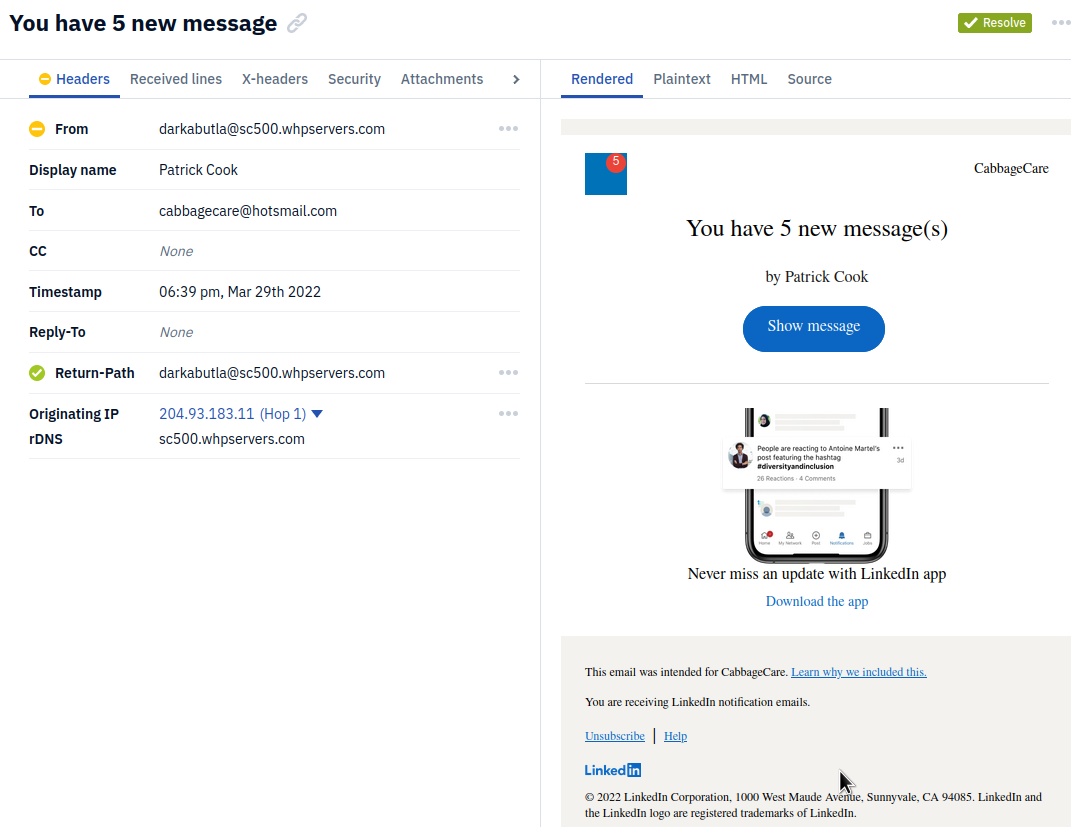 You have 5 new message
Resolve
Headers Received lines X-headers Security Attachments
From darkabutla@sc500.whpservers.com
Display name Patrick Cook
To cabbagecare@hotsmail.com
CC None
Timestamp 06:39 pm, Mar 29th 2022
Reply-To None
Return-Path darkabutla@sc500.whpservers.com
Originating IP 204.93.183.11 (Hop 1)
rDNS sc500.whpservers.com
Rendered Plaintext HTML Source
5
CabbageCare
You have 5 new message(s)
by Patrick Cook
Show message
People are reacting to Antoine Martel's
post featuring the hashtag
#diversityandinclusion
26 Reactions · 4 Comments
3d
Home My Network Post Notifications Jobs
Never miss an update with LinkedIn app
Download the app
This email was intended for CabbageCare. Learn why we included this.
You are receiving LinkedIn notification emails.
Unsubscribe | Help
LinkedIn
© 2022 LinkedIn Corporation, 1000 West Maude Avenue, Sunnyvale, CA 94085. LinkedIn and
the LinkedIn logo are registered trademarks of LinkedIn.